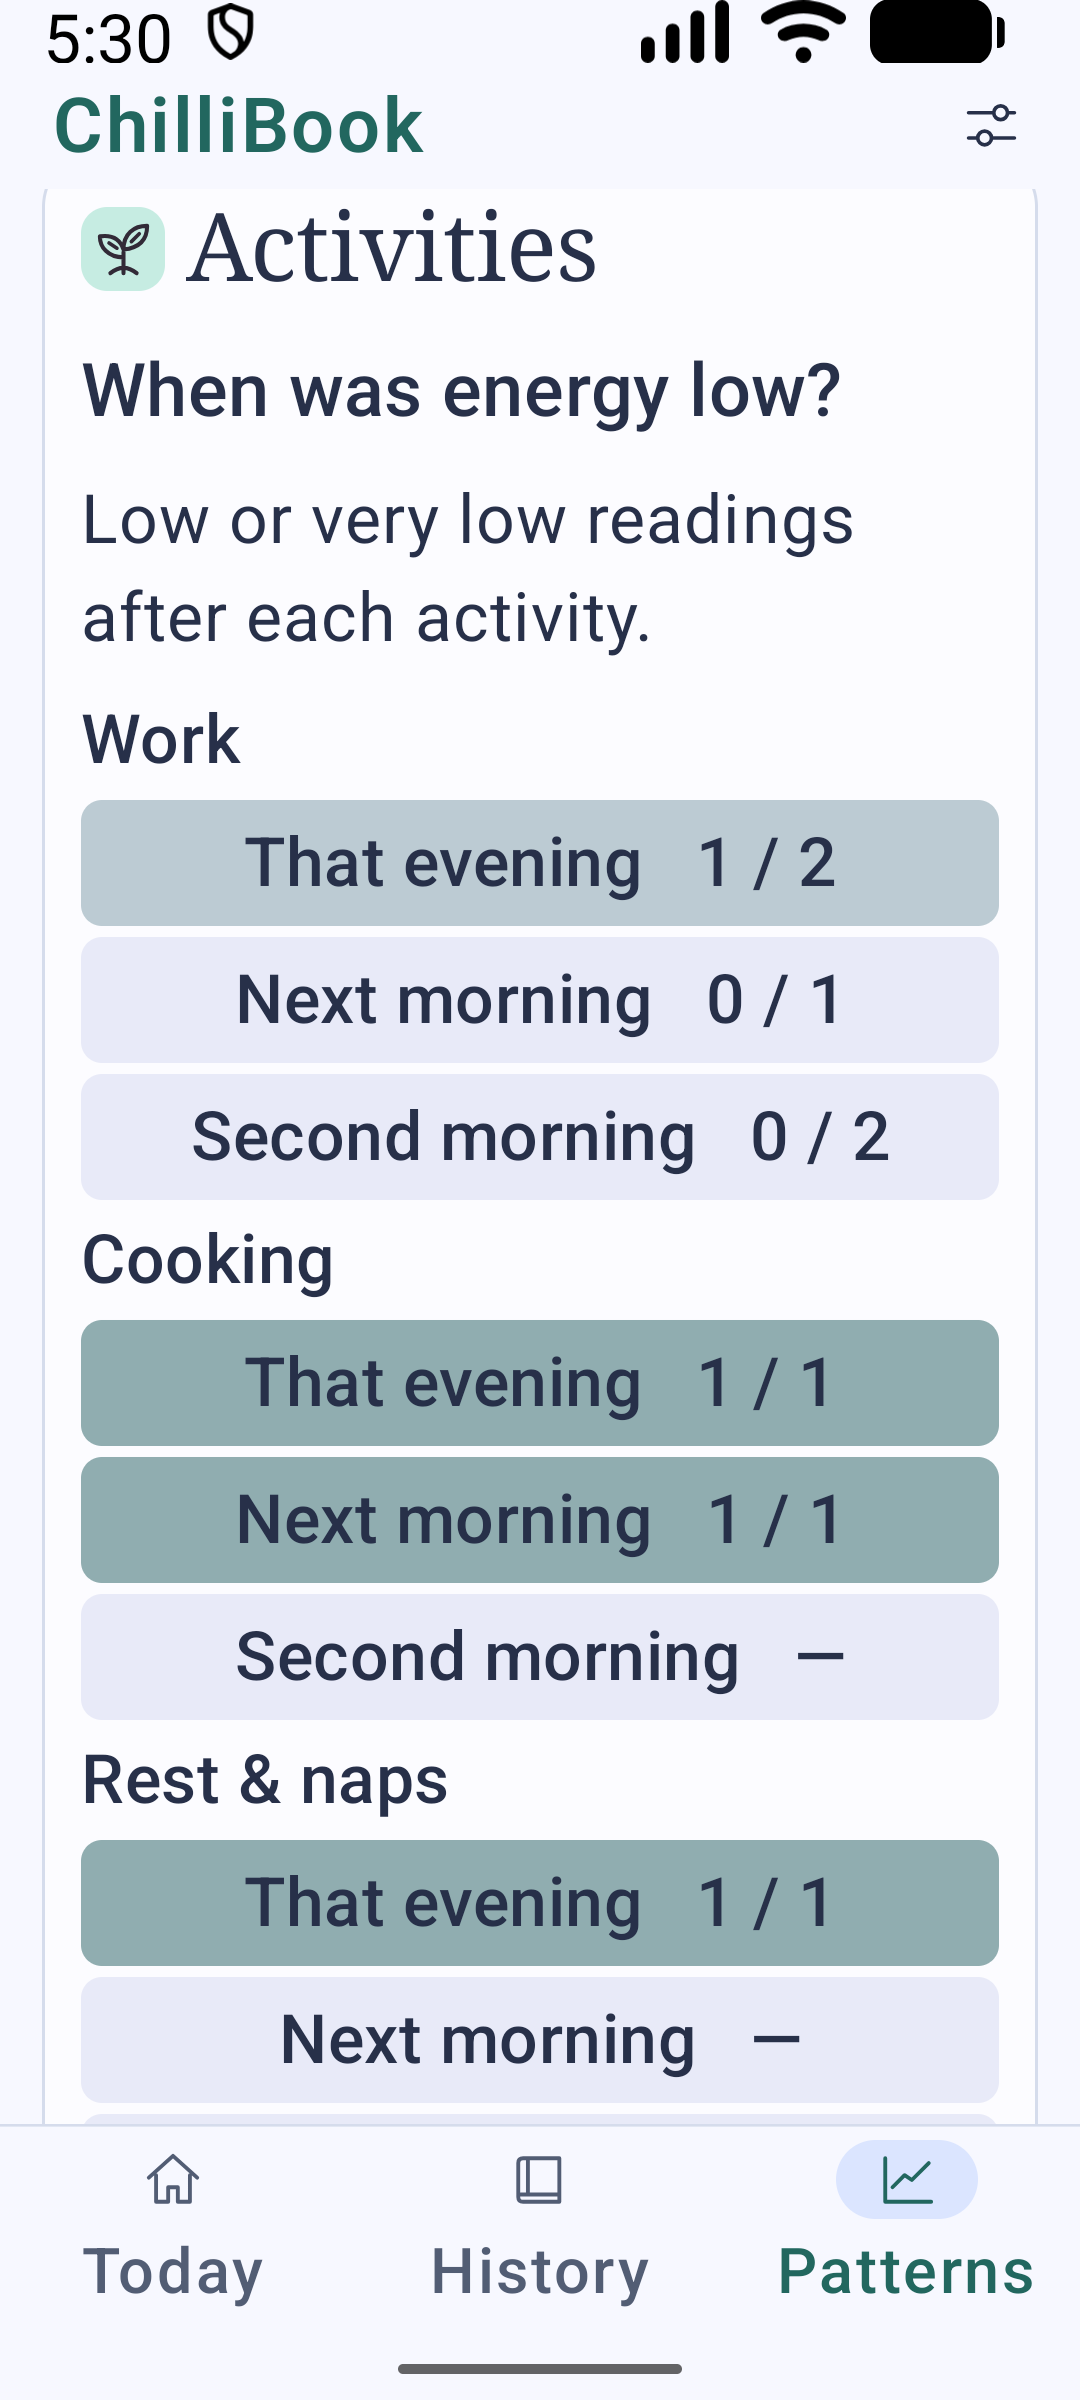 5:30
ChilliBook
Activities
When was energy low?
Low or very low readings
after each activity.
Work
That evening 1 / 2
Next morning 0 / 1
Second morning 0 / 2
Cooking
That evening 1 / 1
Next morning 1 / 1
Second morning —
Rest & naps
That evening 1 / 1
Next morning —
Today History Patterns